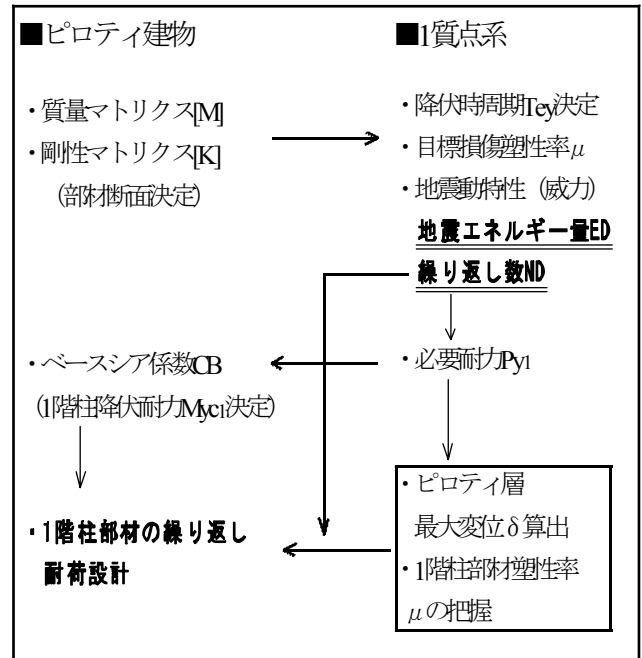 ■ピロティ建物
・質量マトリクス[M]
・剛性マトリクス[K]
(部材断面決定)
■1質点系
・降伏時周期Tey決定
・目標損傷塑性率μ
・地震動特性（威力）
地震エネルギー量ED
繰り返し数ND
・ベースシア係数CB
(1階柱降伏耐力Myc1決定)
・必要耐力Py1
・1階柱部材の繰り返し
耐荷設計
・ピロティ層
最大変位δ算出
・1階柱部材塑性率
μの把握